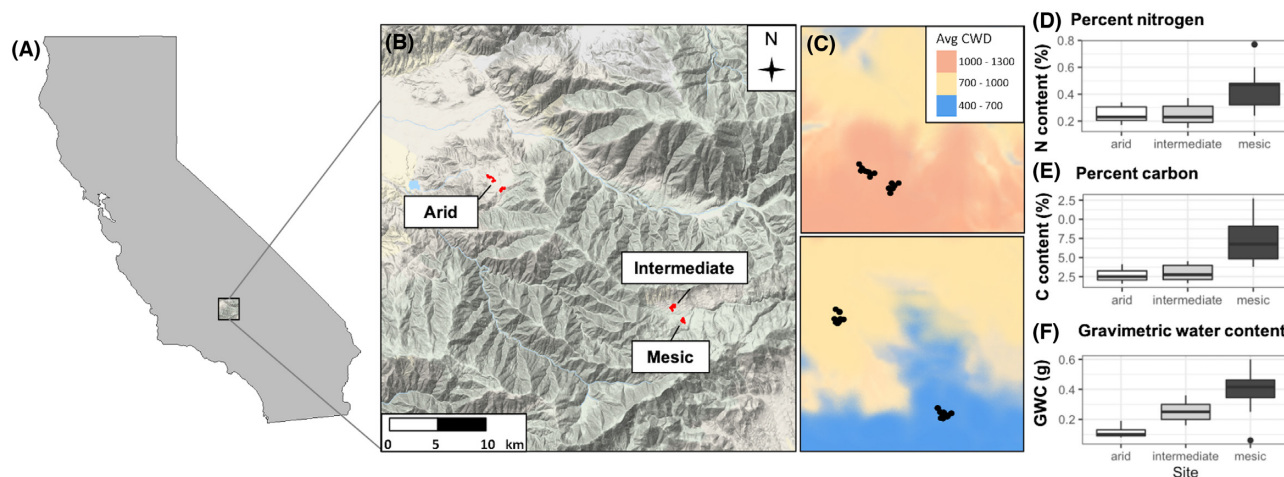 (A)
(B)
N
Arid
Intermediate
Mesic
0 5 10 km
(C)
Avg CWD
1000 - 1300
700 - 1000
400 - 700
(D) Percent nitrogen
N content (%)
0.8
0.6
0.4
0.2
arid intermediate mesic
(E) Percent carbon
C content (%)
2.5
0.0
7.5
5.0
2.5
arid intermediate mesic
(F) Gravimetric water content
GWC (g)
0.6
0.4
0.2
arid intermediate mesic
Site